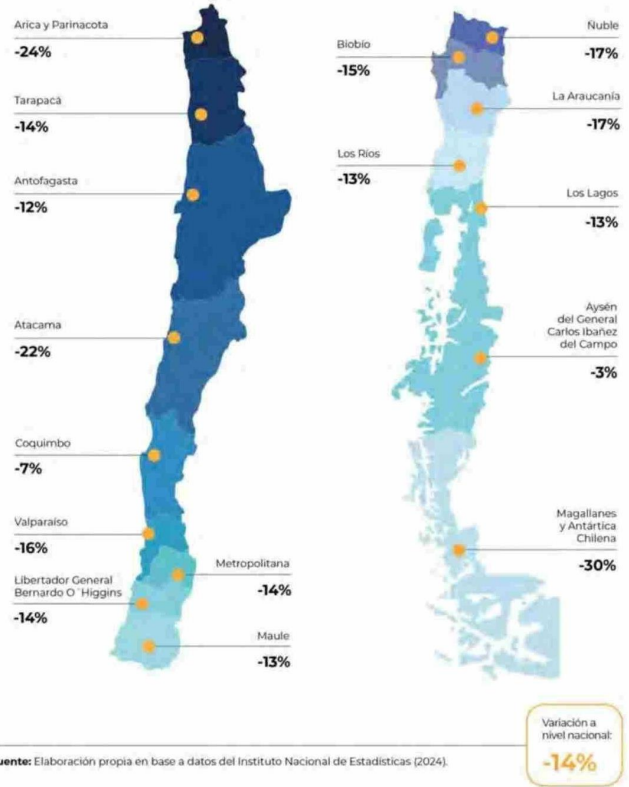 Arica y Parinacota
-24%
Tarapacá
-14%
Antofagasta
-12%
Atacama
-22%
Coquimbo
-7%
Valparaíso
-16%
Metropolitana
-14%
Libertador General
Bernardo O´Higgins
-14%
Maule
-13%
Ñuble
-17%
Biobío
-15%
La Araucanía
-17%
Los Ríos
-13%
Los Lagos
-13%
Aysén
del General
Carlos Ibañez
del Campo
-3%
Magallanes
y Antártica
Chilena
-30%
Variación a
nivel nacional:
-14%
uente: Elaboración propia en base a datos del Instituto Nacional de Estadísticas (2024).